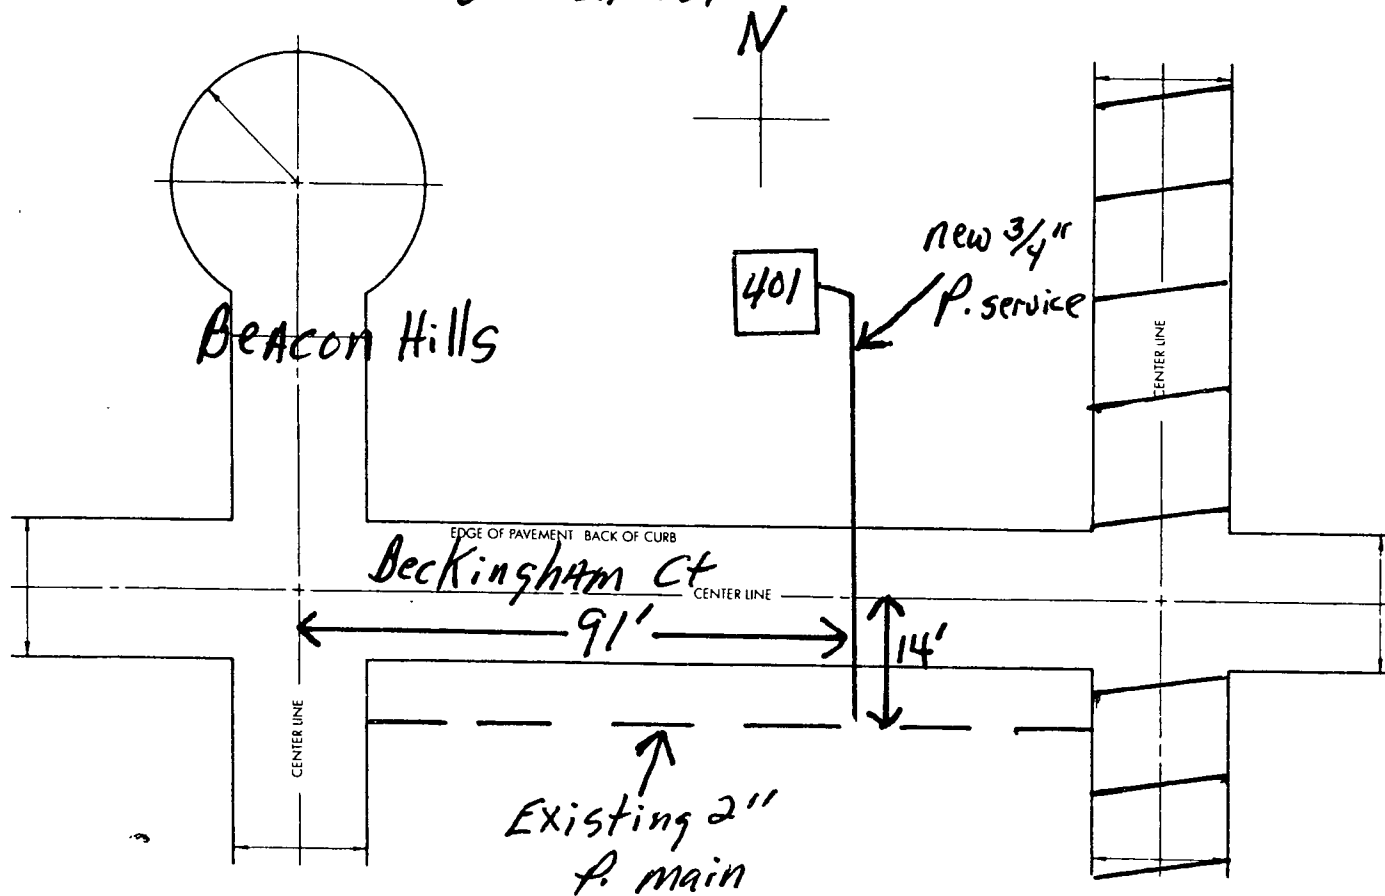 N
new 3/4"
P. service
401
Beacon Hills
CENTER LINE
EDGE OF PAVEMENT BACK OF CURB
Beckingham Ct
CENTER LINE
91'
14'
CENTER LINE
Existing 2"
P. main